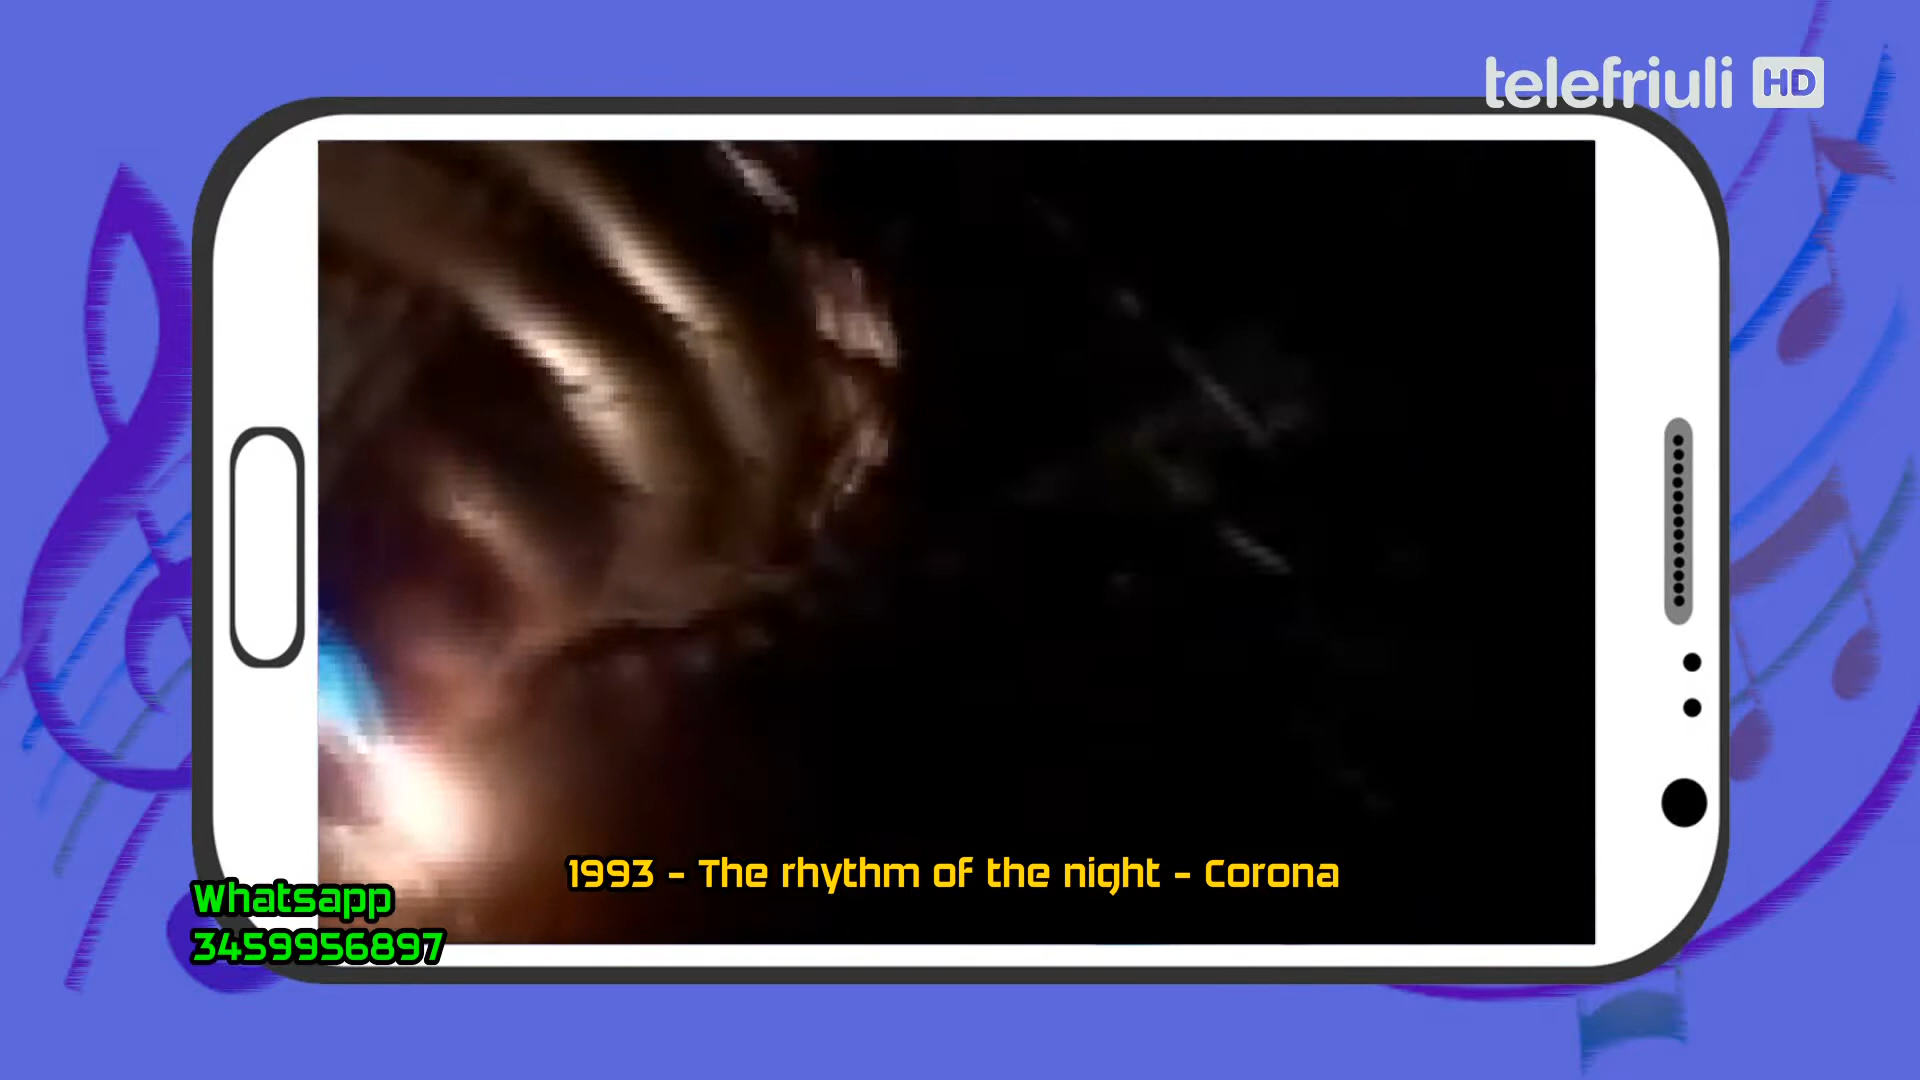 telefriuli HD
1993 - The rhythm of the night - Corona
Whatsapp
3459956897